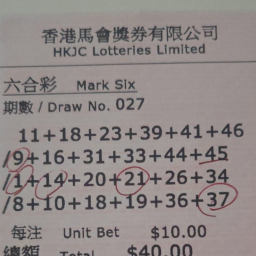 香港馬會獎券有限公司
HKJC Lotteries Limited
六合彩 Mark Six
期數 / Draw No. 027
11+18+23+39+41+46
/9+16+31+33+44+45
14+20+21+26+34
/8+10+18+19+36+37
每注 Unit Bet $10.00
總額 Total $40.00